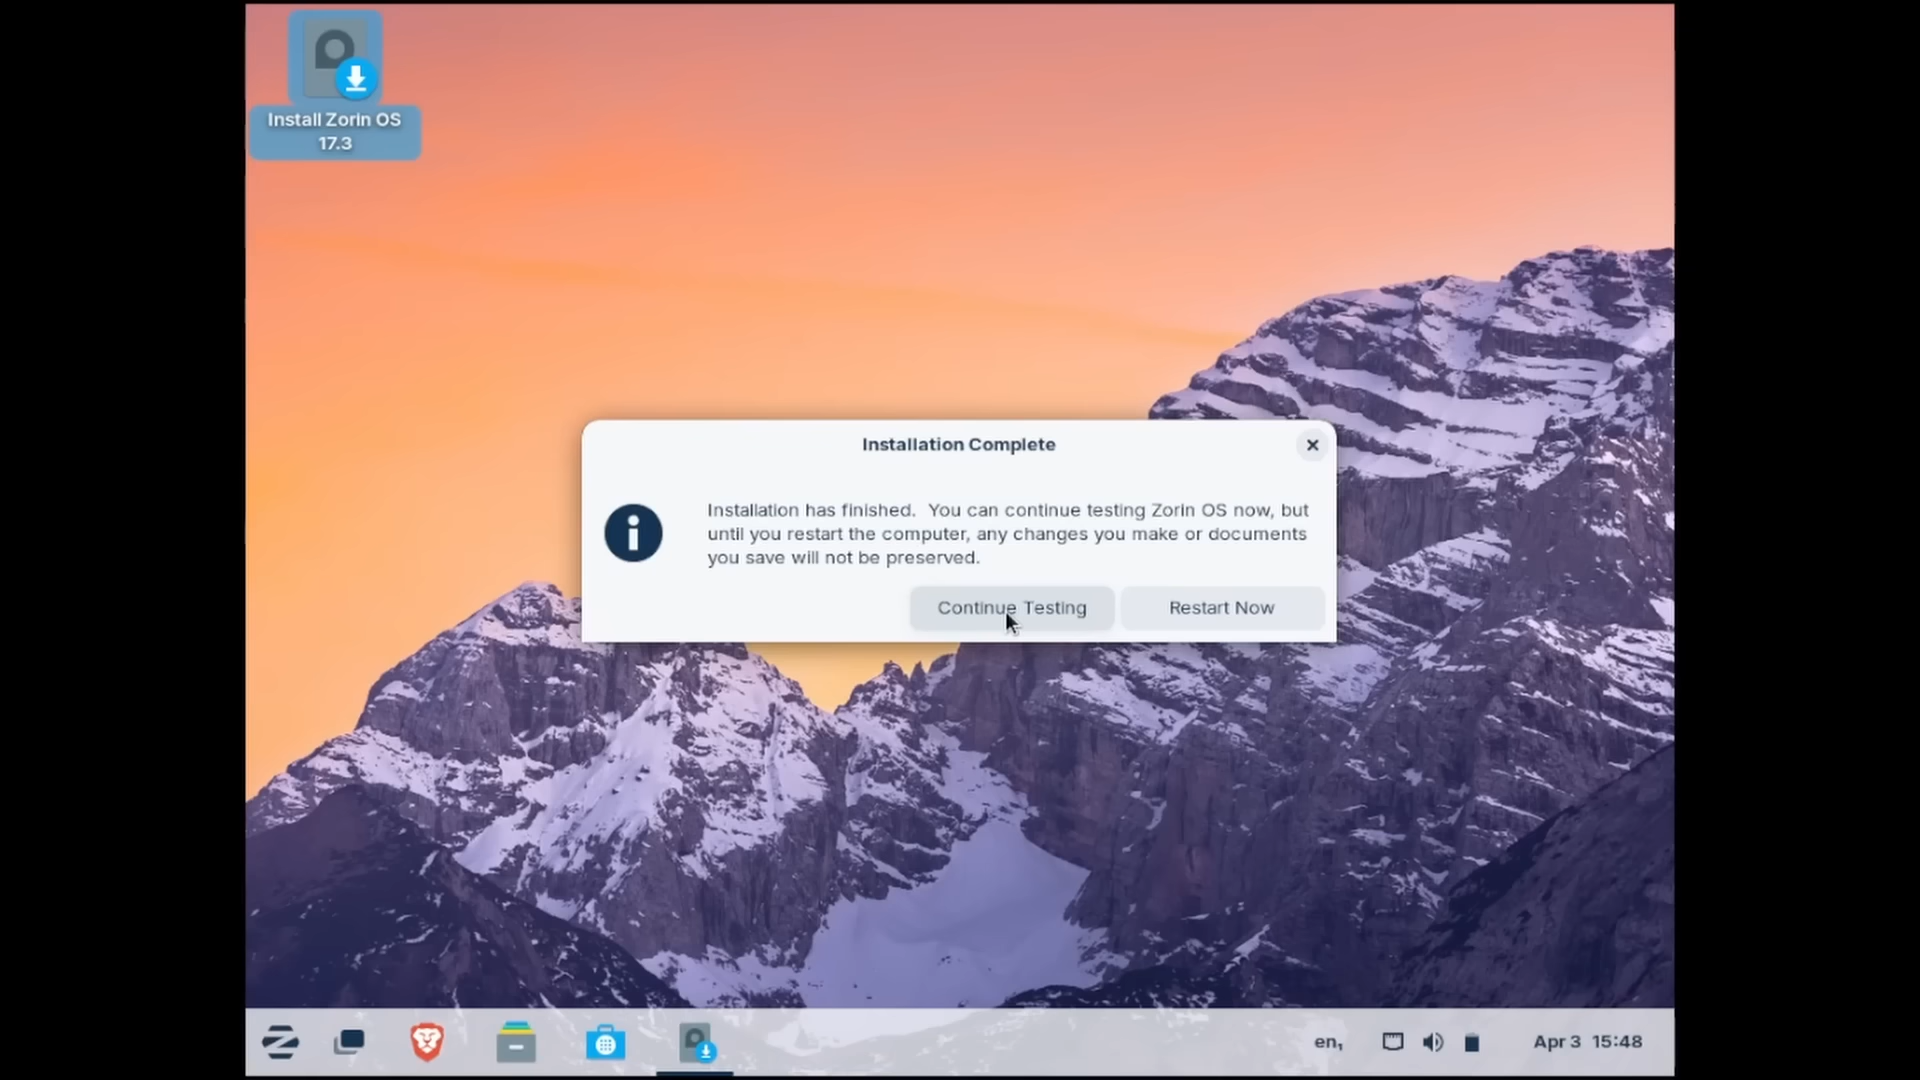 Install Zorin OS
17.3
Installation Complete
Installation has finished.  You can continue testing Zorin OS now, but
until you restart the computer, any changes you make or documents
you save will not be preserved.
Continue Testing
Restart Now
en₁
Apr 3  15:48